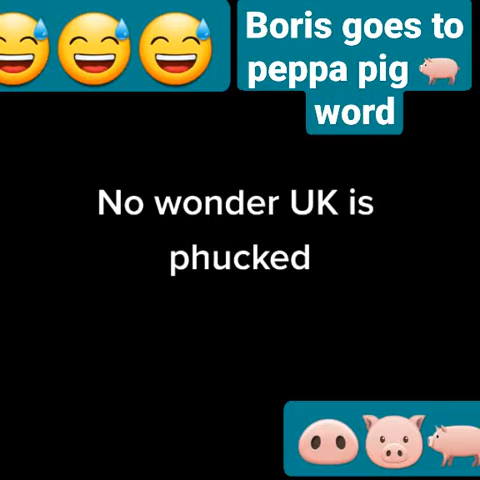 Boris goes to
peppa pig 🐖
word
No wonder UK is
phucked